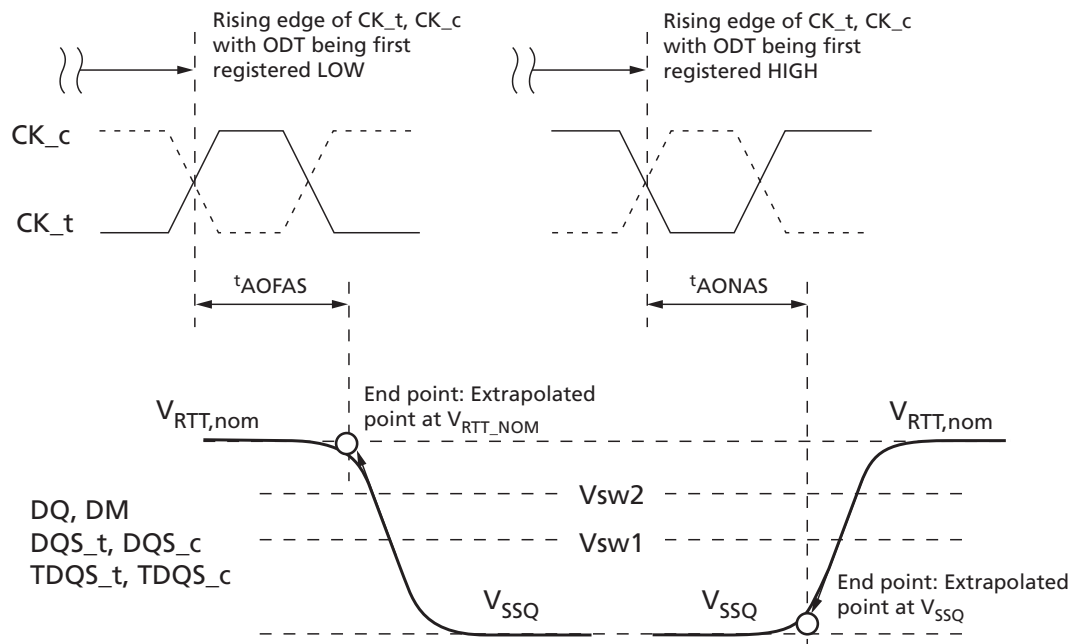 Rising edge of CK_t, CK_c
with ODT being first
registered LOW
Rising edge of CK_t, CK_c
with ODT being first
registered HIGH
CK_c
CK_t
tAOFAS
tAONAS
End point: Extrapolated
point at VRTT_NOM
VRTT,nom
VRTT,nom
Vsw2
DQ, DM
DQS_t, DQS_c
TDQS_t, TDQS_c
Vsw1
VSSQ
VSSQ
End point: Extrapolated
point at VSSQ